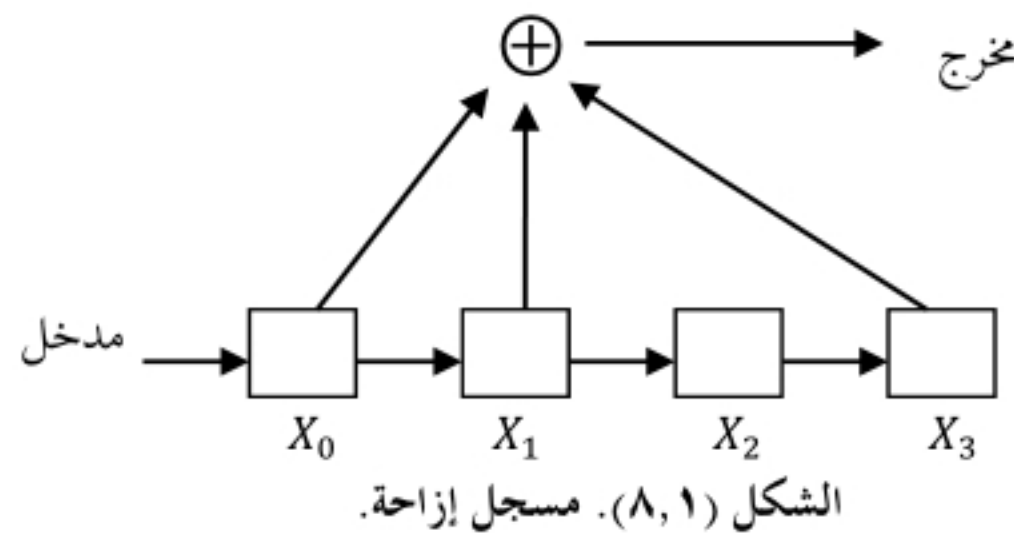 مخرج
مدخل
X₀ X₁ X₂ X₃
الشكل (٨,١). مسجل إزاحة.